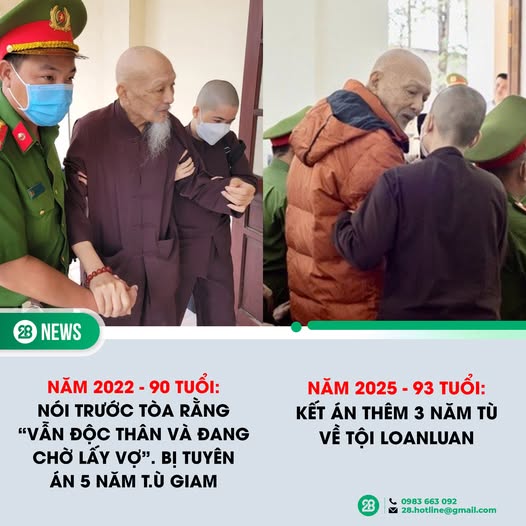 28 NEWS
NĂM 2022 - 90 TUỔI:
NÓI TRƯỚC TÒA RẰNG
“VẪN ĐỘC THÂN VÀ ĐANG
CHỜ LẤY VỢ”. BỊ TUYÊN
ÁN 5 NĂM T.Ù GIAM
NĂM 2025 - 93 TUỔI:
KẾT ÁN THÊM 3 NĂM TÙ
VỀ TỘI LOANLUAN
28
0983 663 092
28.hotline@gmail.com